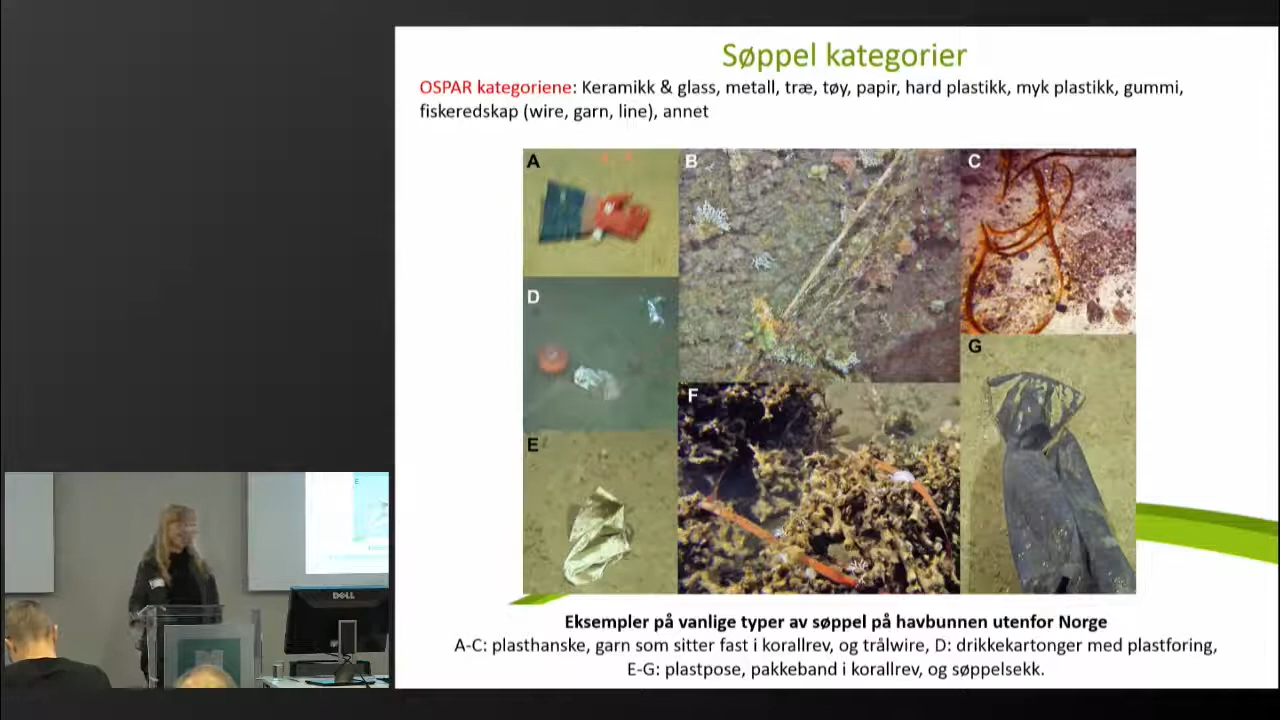 Søppel kategorier
OSPAR kategoriene: Keramikk & glass, metall, træ, tøy, papir, hard plastikk, myk plastikk, gummi,
fiskeredskap (wire, garn, line), annet
A
B
C
D
E
F
G
Eksempler på vanlige typer av søppel på havbunnen utenfor Norge
A-C: plasthanske, garn som sitter fast i korallrev, og trålwire, D: drikkekartonger med plastforing,
E-G: plastpose, pakkeband i korallrev, og søppelsekk.
DELL